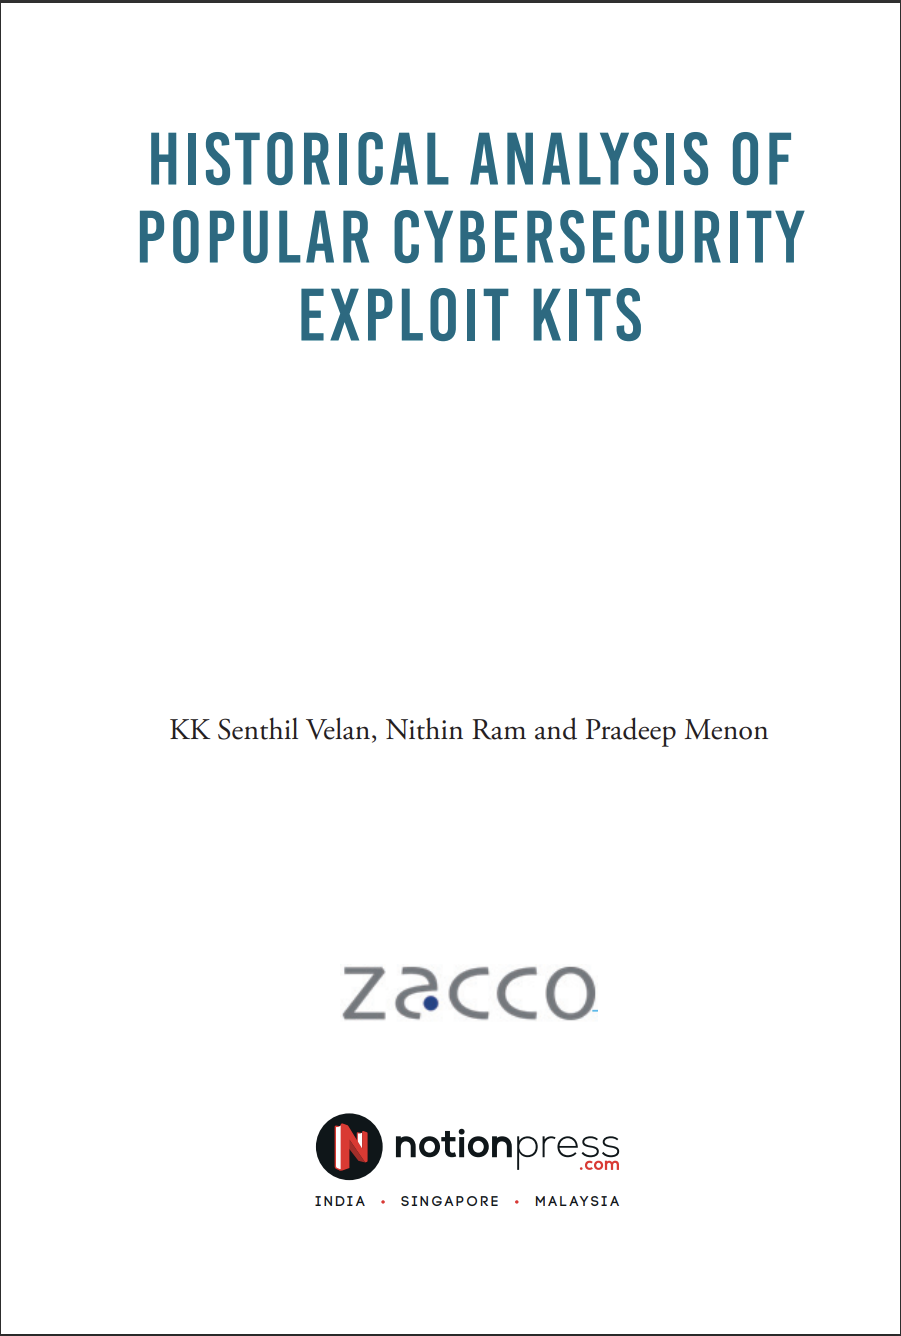 HISTORICAL ANALYSIS OF
POPULAR CYBERSECURITY
EXPLOIT KITS
KK Senthil Velan, Nithin Ram and Pradeep Menon
zacco
notionpress
.com
INDIA • SINGAPORE • MALAYSIA